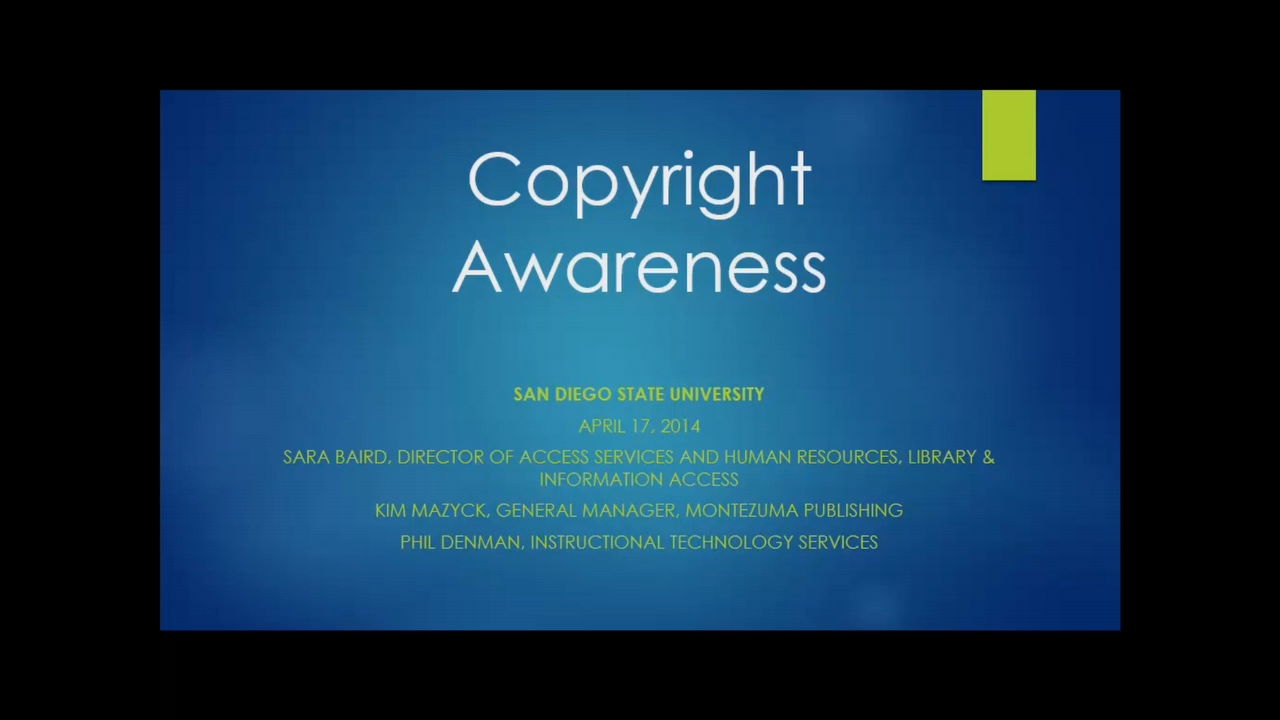 Copyright
Awareness
SAN DIEGO STATE UNIVERSITY
APRIL 17, 2014
SARA BAIRD, DIRECTOR OF ACCESS SERVICES AND HUMAN RESOURCES, LIBRARY &
INFORMATION ACCESS
KIM MAZYCK, GENERAL MANAGER, MONTEZUMA PUBLISHING
PHIL DENMAN, INSTRUCTIONAL TECHNOLOGY SERVICES